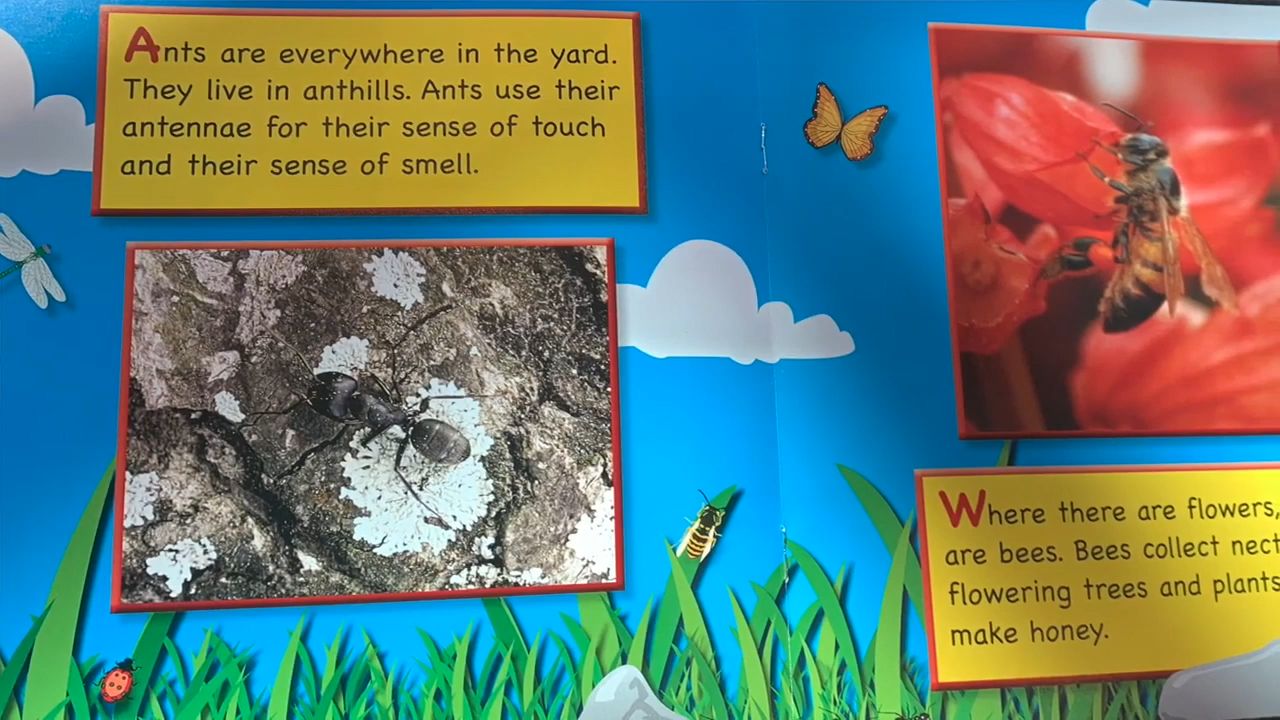 Ants are everywhere in the yard.
They live in anthills. Ants use their
antennae for their sense of touch
and their sense of smell.
Where there are flowers,
are bees. Bees collect
flowering trees and plants
make honey.